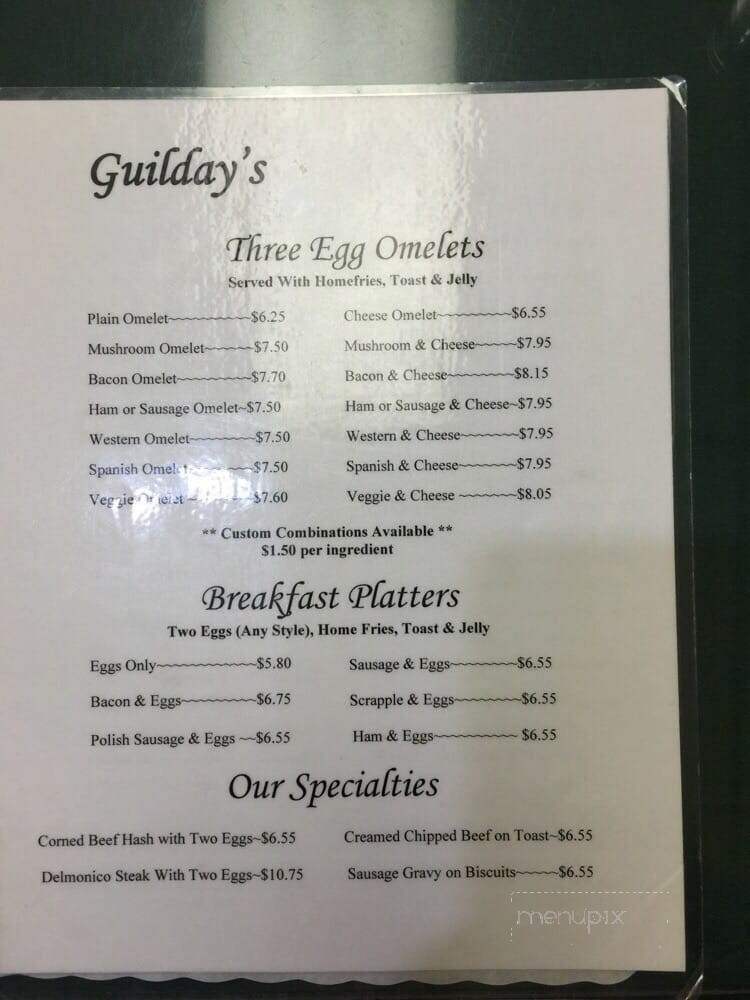 Guilday's
Three Egg Omelets
Served With Homefries, Toast & Jelly
Plain Omelet~~~~~~~~~~$6.25
Cheese Omelet~~~~~~~~~$6.55
Mushroom Omelet~~~~~~$7.50
Mushroom & Cheese~~~~~$7.95
Bacon Omelet~~~~~~~~~$7.70
Bacon & Cheese~~~~~~~~$8.15
Ham or Sausage Omelet~$7.50
Ham or Sausage & Cheese~$7.95
Western Omelet~~~~~~~~$7.50
Western & Cheese~~~~~~~$7.95
Spanish Omelet~~~~~~~~$7.50
Spanish & Cheese~~~~~~~$7.95
Veggie Omelet ~~~~~~~~$7.60
Veggie & Cheese ~~~~~~~$8.05
** Custom Combinations Available **
$1.50 per ingredient
Breakfast Platters
Two Eggs (Any Style), Home Fries, Toast & Jelly
Eggs Only~~~~~~~~~~~~$5.80
Sausage & Eggs~~~~~~~~$6.55
Bacon & Eggs~~~~~~~~~$6.75
Scrapple & Eggs~~~~~~~~$6.55
Polish Sausage & Eggs ~~$6.55
Ham & Eggs~~~~~~~~~~ $6.55
Our Specialties
Corned Beef Hash with Two Eggs~$6.55
Creamed Chipped Beef on Toast~$6.55
Delmonico Steak With Two Eggs~$10.75
Sausage Gravy on Biscuits~~~~~$6.55
menupix